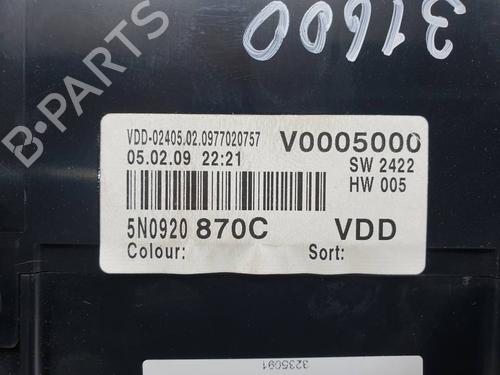 31600
VDD-02405.02.0977020757 V0005000
05.02.09 22:21 SW 2422
HW 005
5N0920 870C VDD
Colour: Sort:
3235091